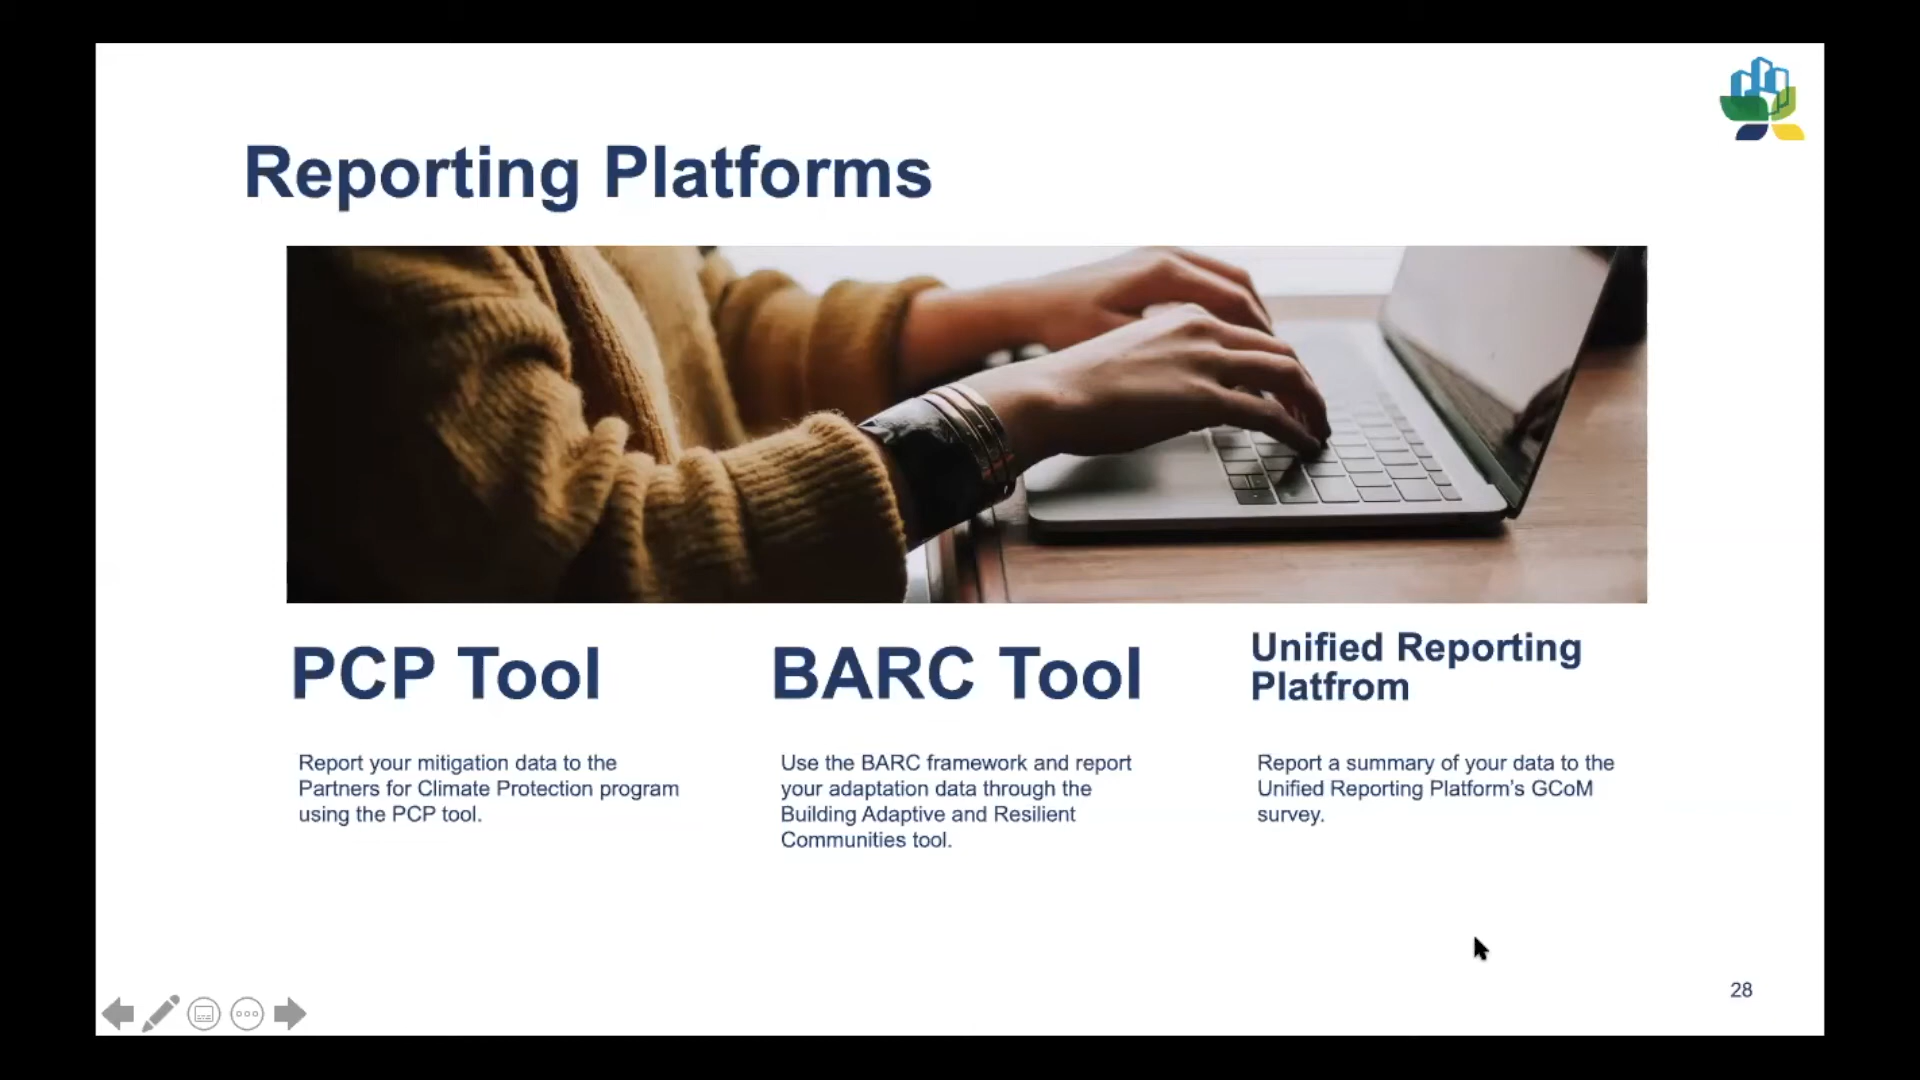 Reporting Platforms
PCP Tool
Report your mitigation data to the
Partners for Climate Protection program
using the PCP tool.
BARC Tool
Use the BARC framework and report
your adaptation data through the
Building Adaptive and Resilient
Communities tool.
Unified Reporting
Platfrom
Report a summary of your data to the
Unified Reporting Platform’s GCoM
survey.
28